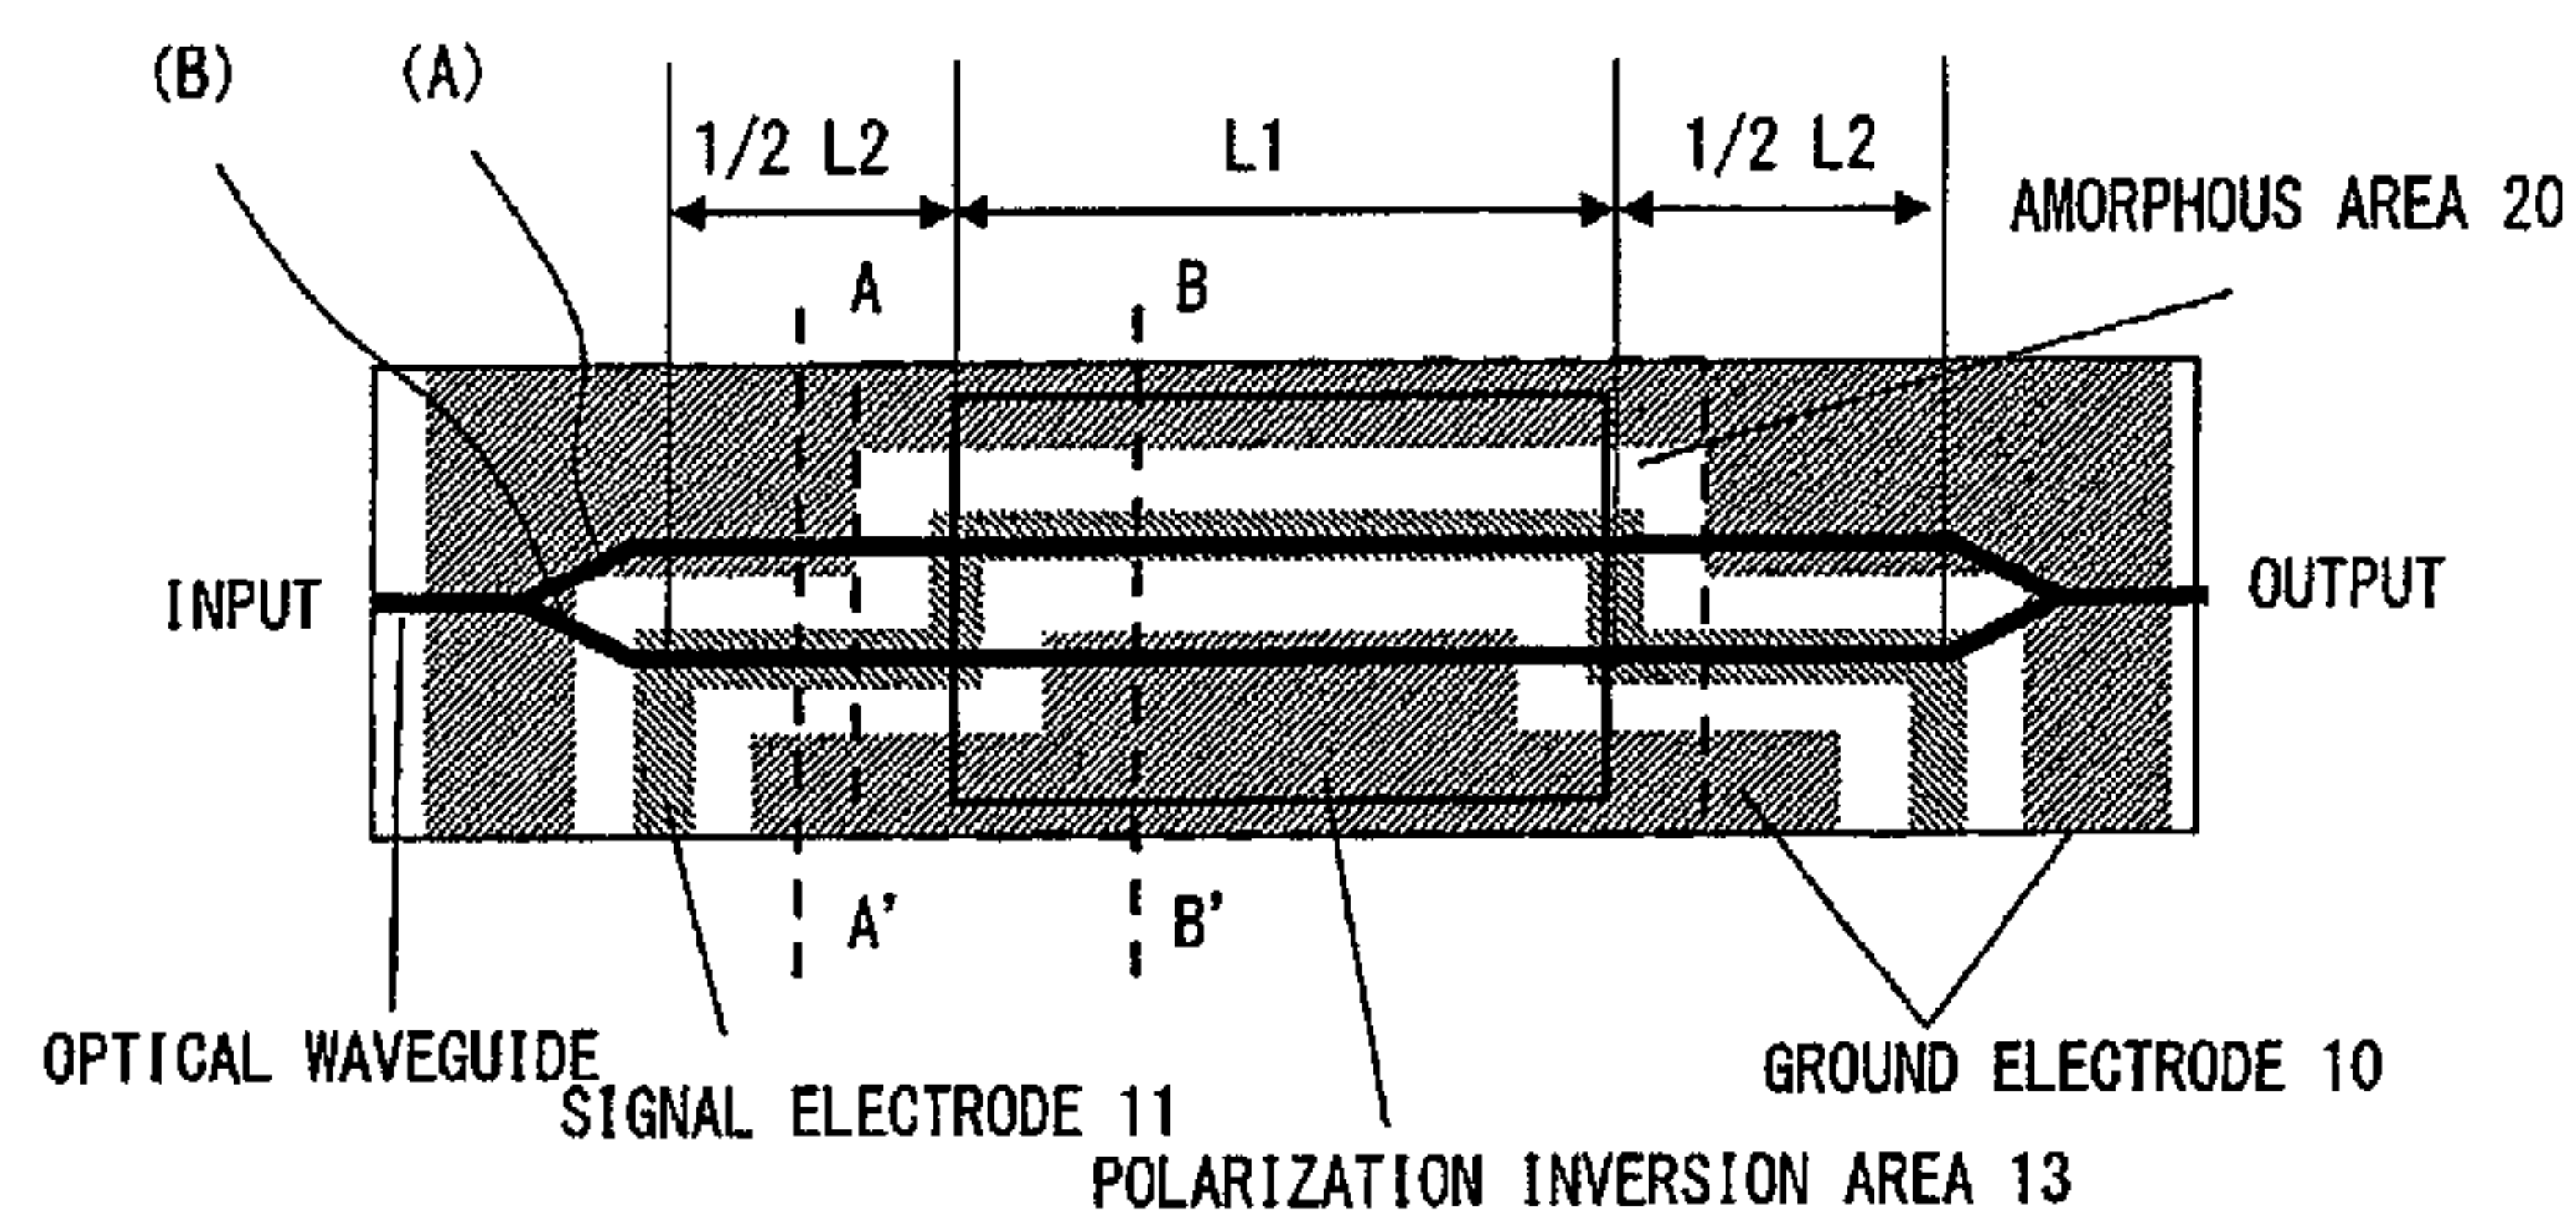 (B)
(A)
1/2 L2
L1
1/2 L2
AMORPHOUS AREA 20
A
B
INPUT
OUTPUT
A'
B'
OPTICAL WAVEGUIDE
SIGNAL ELECTRODE 11
GROUND ELECTRODE 10
POLARIZATION INVERSION AREA 13